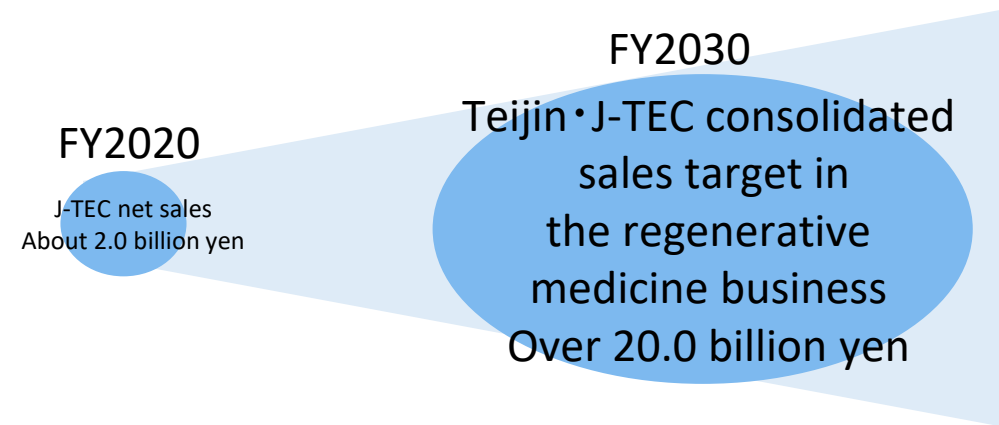 FY2020
J-TEC net sales
About 2.0 billion yen
FY2030
Teijin・J-TEC consolidated
sales target in
the regenerative
medicine business
Over 20.0 billion yen